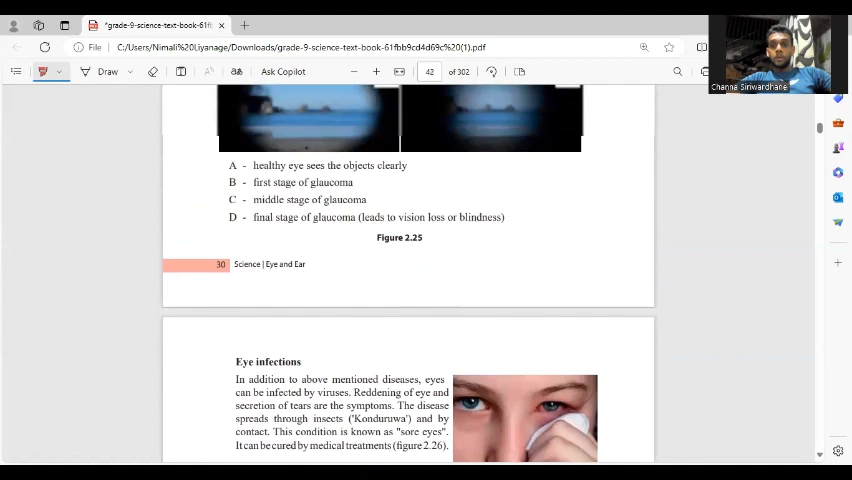 *grade-9-science-text-book-61fb
File
C:/Users/Nimali%20Liyanage/Downloads/grade-9-science-text-book-61fbb9cd4d69c%20(1).pdf
Draw
Ask Copilot
42
of 302
Channa Siriwardhane
A - healthy eye sees the objects clearly
B - first stage of glaucoma
C - middle stage of glaucoma
D - final stage of glaucoma (leads to vision loss or blindness)
Figure 2.25
30 Science | Eye and Ear
Eye infections
In addition to above mentioned diseases, eyes
can be infected by viruses. Reddening of eye and
secretion of tears are the symptoms. The disease
spreads through insects ('Konduruwa') and by
contact. This condition is known as "sore eyes".
It can be cured by medical treatments (figure 2.26).